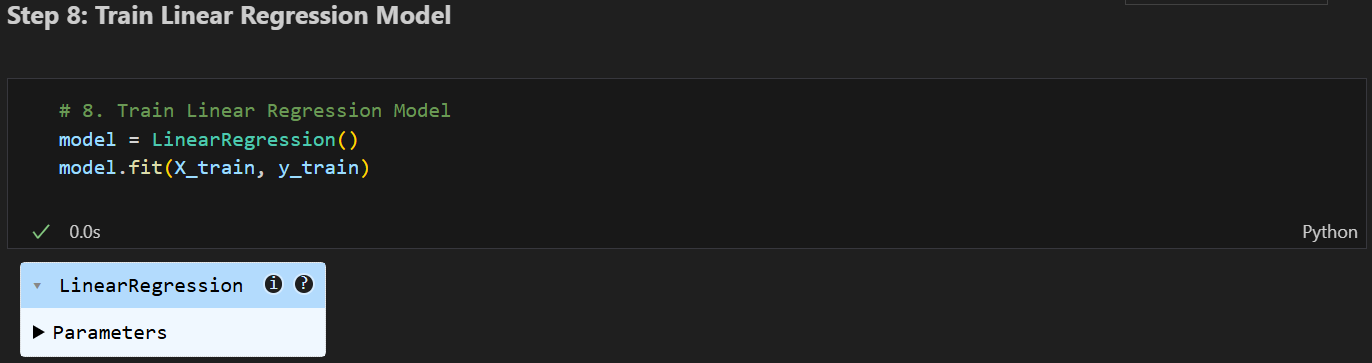 Step 8: Train Linear Regression Model
# 8. Train Linear Regression Model
model = LinearRegression()
model.fit(X_train, y_train)
0.0s
Python
LinearRegression i ?
Parameters